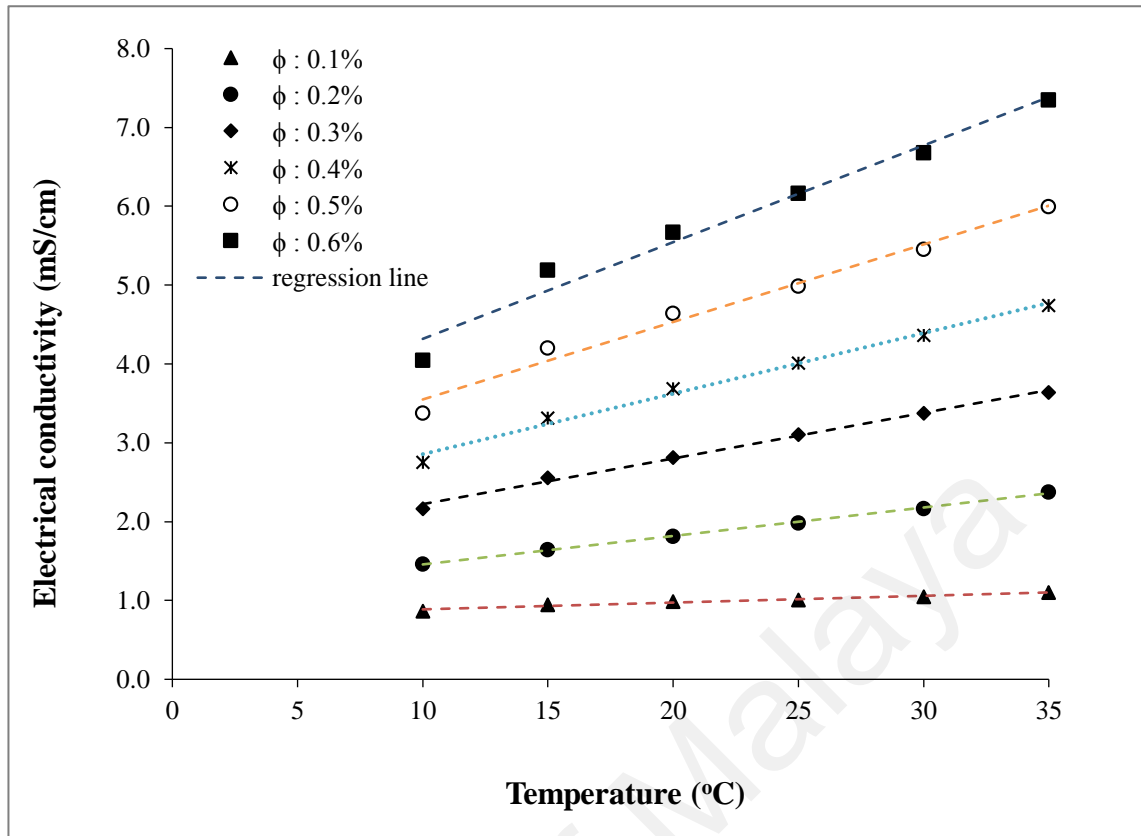 8.0
7.0
6.0
5.0
4.0
3.0
2.0
1.0
0.0
Electrical conductivity (mS/cm)
ϕ : 0.1%
ϕ : 0.2%
ϕ : 0.3%
ϕ : 0.4%
ϕ : 0.5%
ϕ : 0.6%
regression line
0 5 10 15 20 25 30 35
Temperature (°C)
Malaya